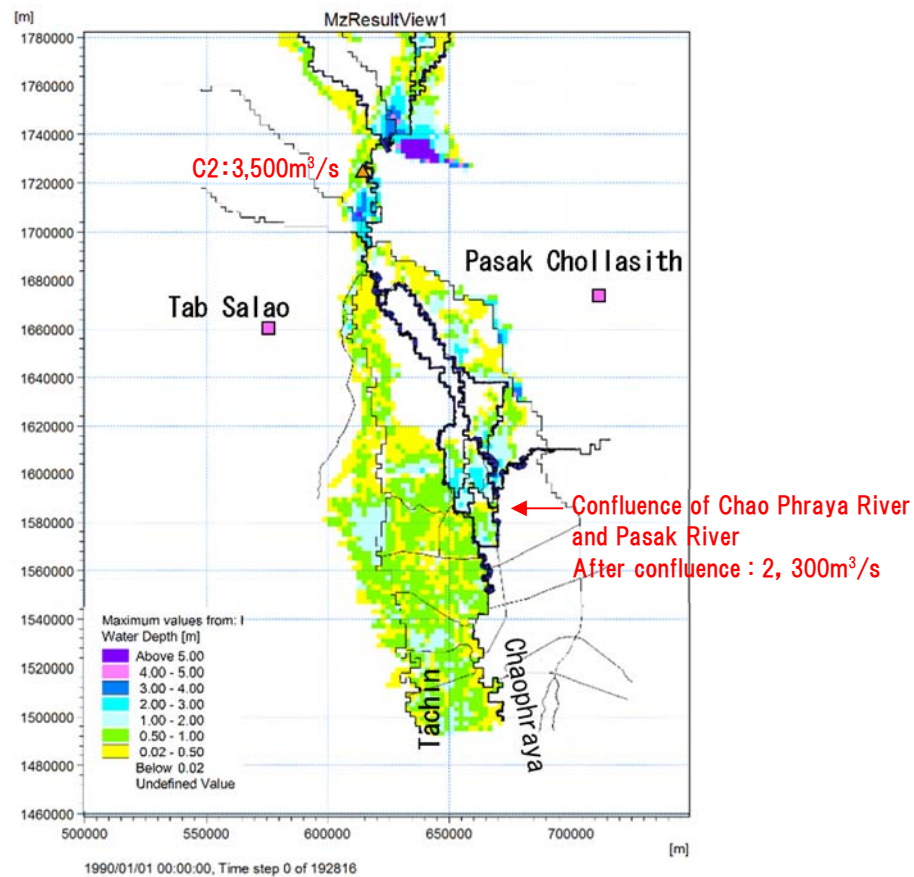 [m]
MzResultView1
1780000
1760000
1740000
C2:3,500m³/s
1720000
1700000
Pasak Chollasith
1680000
Tab Salao
1660000
1640000
1620000
1600000
Confluence of Chao Phraya River
and Pasak River
After confluence : 2, 300m³/s
1580000
1560000
1540000
Maximum values from: I
Water Depth [m]
Above 5.00
4.00 - 5.00
3.00 - 4.00
2.00 - 3.00
1.00 - 2.00
0.50 - 1.00
0.02 - 0.50
Below 0.02
Undefined Value
1520000
1500000
1480000
1460000
Tachin
Chaophraya
500000 550000 600000 650000 700000
[m]
1990/01/01 00:00:00, Time step 0 of 192816